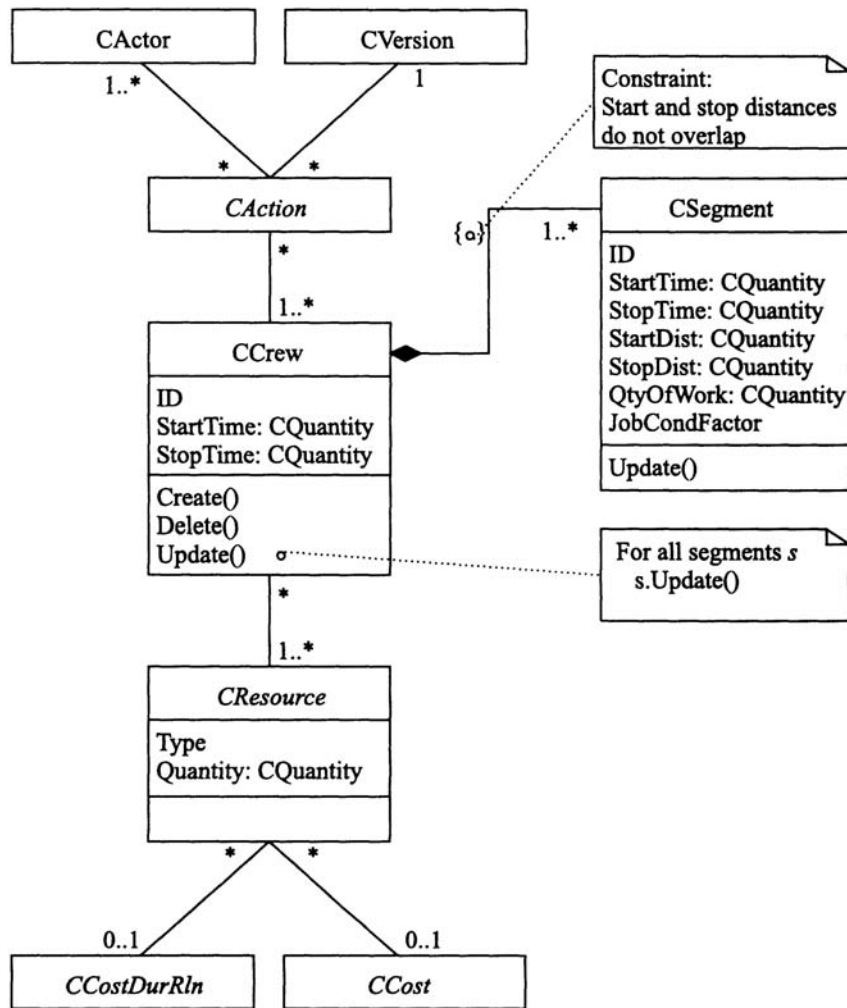 CActor
CVersion
1..*
1
Constraint:
Start and stop distances
do not overlap
*
*
CAction
*
{ }
1..*
CSegment
ID
StartTime: CQuantity
StopTime: CQuantity
StartDist: CQuantity
StopDist: CQuantity
QtyOfWork: CQuantity
JobCondFactor
Update()
1..*
CCrew
ID
StartTime: CQuantity
StopTime: CQuantity
Create()
Delete()
Update()
For all segments s
s.Update()
*
1..*
CResource
Type
Quantity: CQuantity
*
*
0..1
0..1
CCostDurRln
CCost